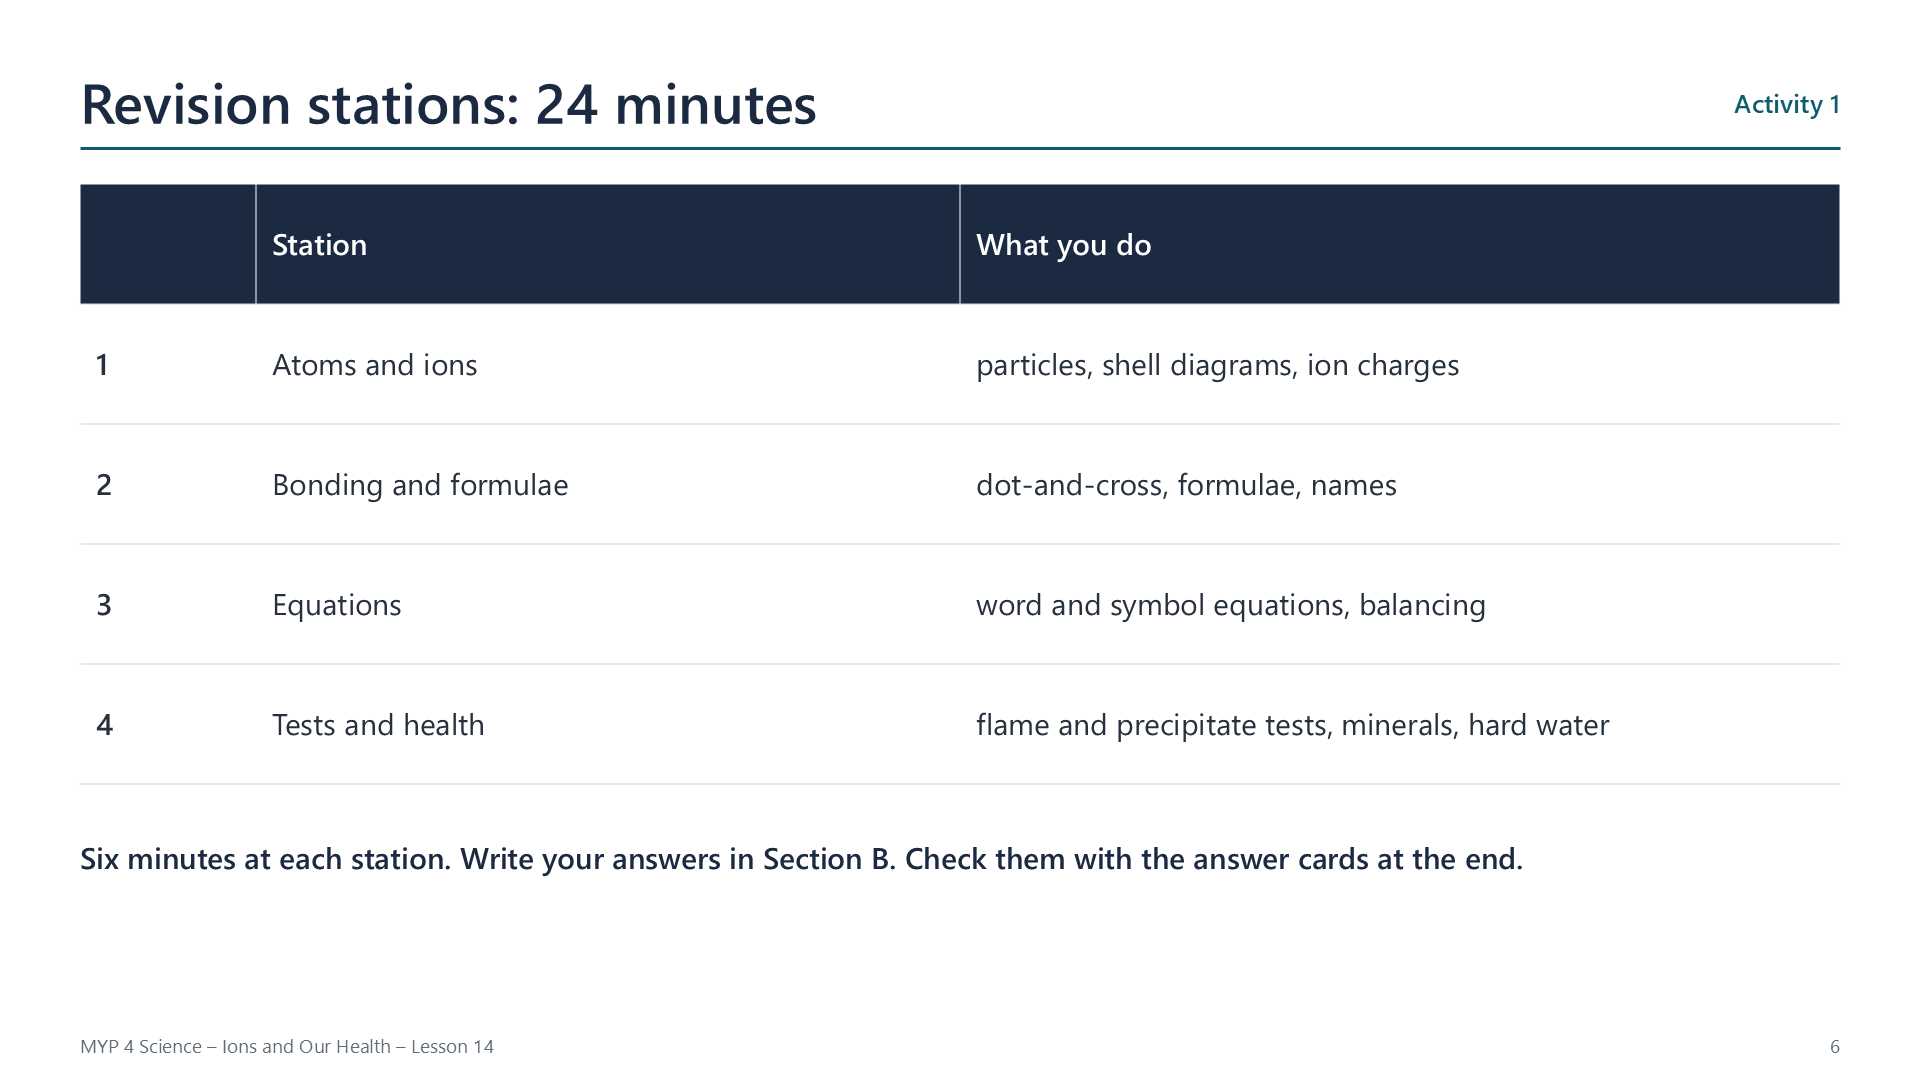 Revision stations: 24 minutes
Activity 1
Station
What you do
1
Atoms and ions
particles, shell diagrams, ion charges
2
Bonding and formulae
dot-and-cross, formulae, names
3
Equations
word and symbol equations, balancing
4
Tests and health
flame and precipitate tests, minerals, hard water
Six minutes at each station. Write your answers in Section B. Check them with the answer cards at the end.
MYP 4 Science – Ions and Our Health – Lesson 14
6